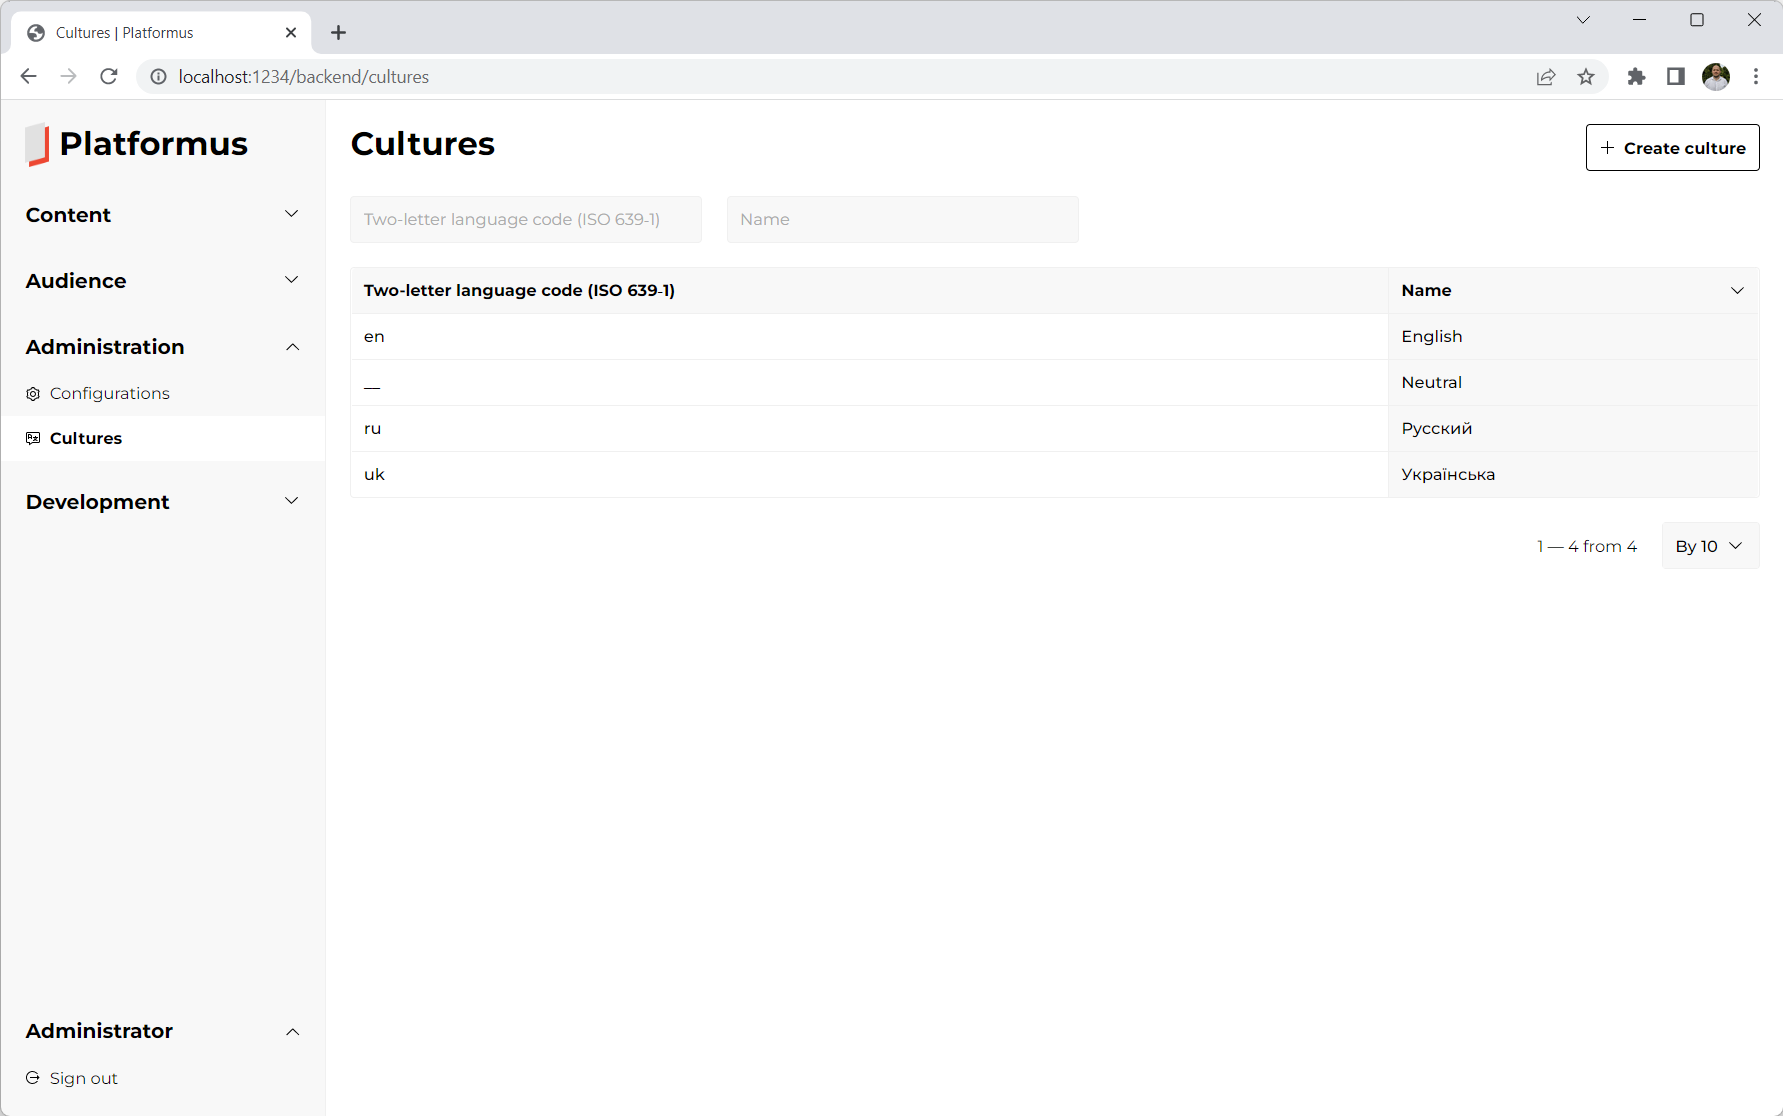 Cultures | Platformus
localhost:1234/backend/cultures
Platformus
Content
Audience
Administration
Configurations
Cultures
Development
Administrator
Sign out
Cultures
+ Create culture
Two-letter language code (ISO 639-1)
Name
Two-letter language code (ISO 639-1) Name
en English
— Neutral
ru Русский
uk Українська
1 — 4 from 4
By 10